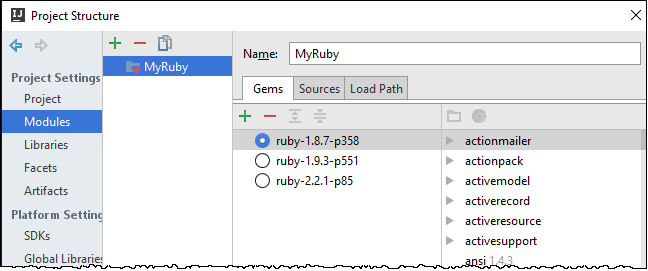 Project Structure
Project Settings
Project
Modules
Libraries
Facets
Artifacts
Platform Setting
SDKs
Global Libraries
MyRuby
Name: MyRuby
Gems Sources Load Path
ruby-1.8.7-p358
ruby-1.9.3-p551
ruby-2.2.1-p85
actionmailer
actionpack
activemodel
activerecord
activeresource
activesupport
ansi 1.4.3